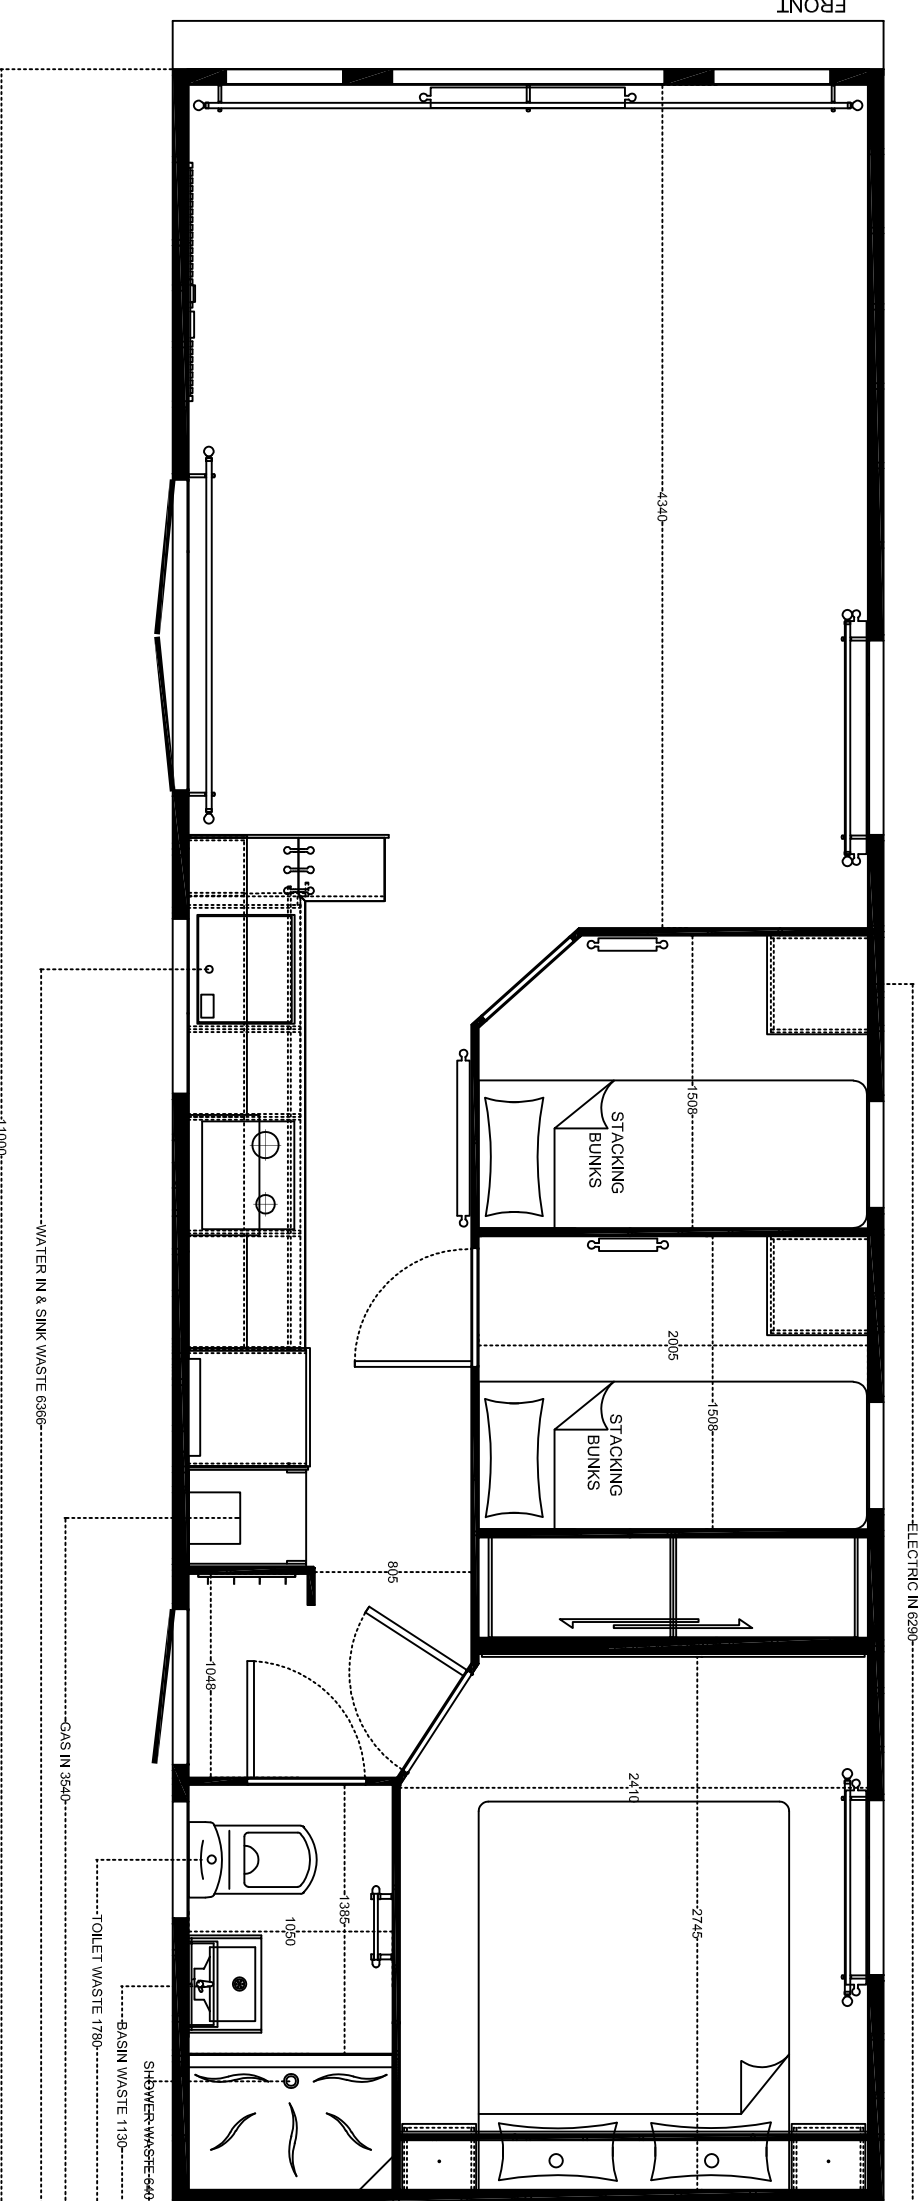 FRONT
4340
1508
STACKING
BUNKS
2005
1508
STACKING
BUNKS
805
1048
2410
2745
1385
1050
11000
WATER IN & SINK WASTE 6366
GAS IN 3540
TOILET WASTE 1780
BASIN WASTE 1130
SHOWER WASTE 640
ELECTRIC IN 6290